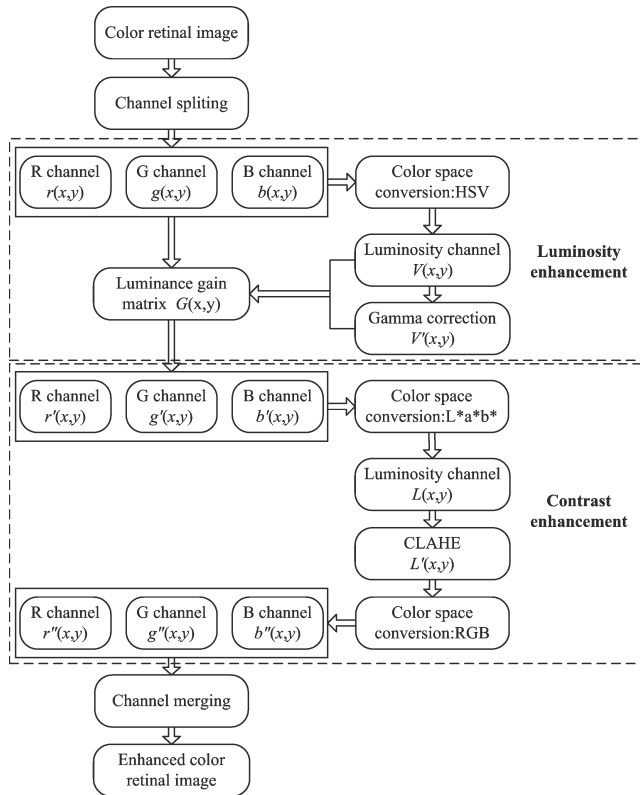 Color retinal image
Channel spliting
R channel
r(x,y)
G channel
g(x,y)
B channel
b(x,y)
Color space
conversion:HSV
Luminosity channel
V(x,y)
Luminosity
enhancement
Luminance gain
matrix G(x,y)
Gamma correction
V'(x,y)
R channel
r'(x,y)
G channel
g'(x,y)
B channel
b'(x,y)
Color space
conversion:L*a*b*
Luminosity channel
L(x,y)
Contrast
enhancement
CLAHE
L'(x,y)
R channel
r''(x,y)
G channel
g''(x,y)
B channel
b''(x,y)
Color space
conversion:RGB
Channel merging
Enhanced color
retinal image